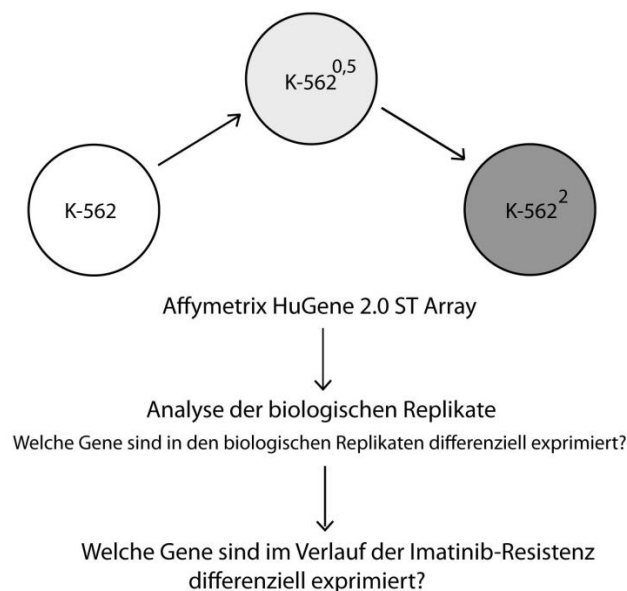 K-562
K-562^0,5
K-562^2
Affymetrix HuGene 2.0 ST Array
Analyse der biologischen Replikate
Welche Gene sind in den biologischen Replikaten differenziell exprimiert?
Welche Gene sind im Verlauf der Imatinib-Resistenz
differenziell exprimiert?